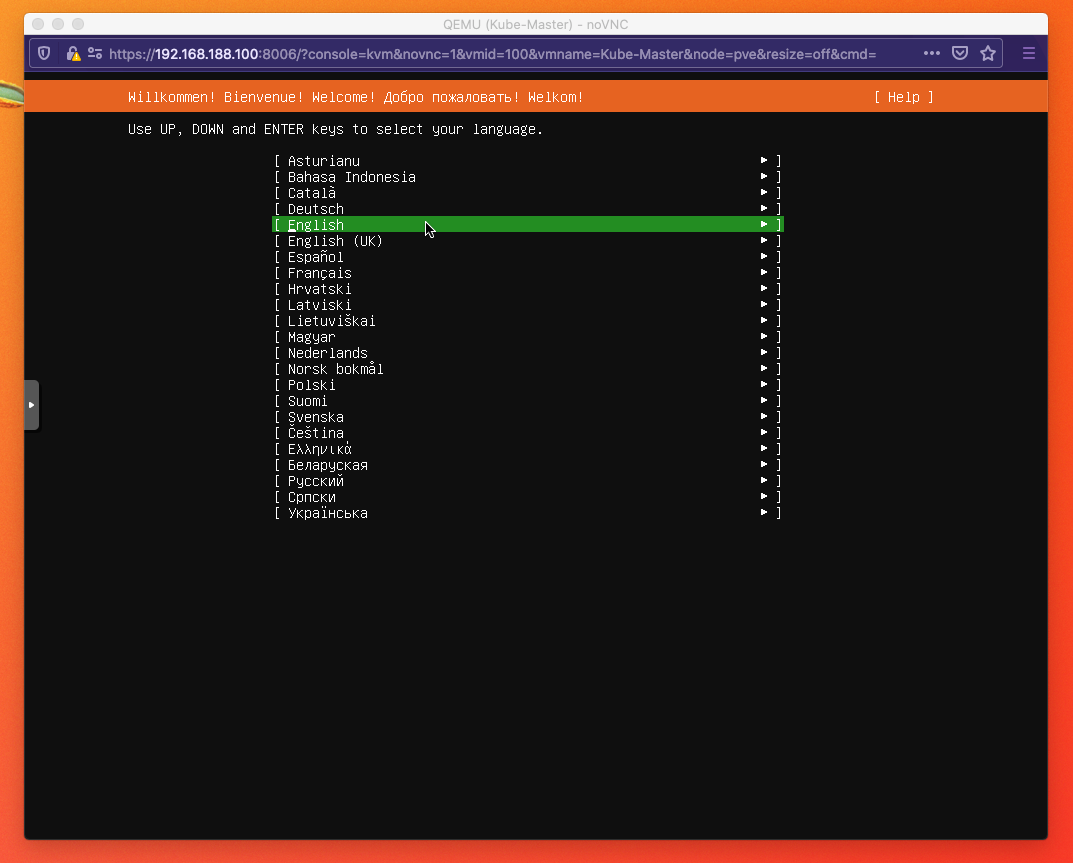 QEMU (Kube-Master) - noVNC
https://192.168.188.100:8006/?console=kvm&novnc=1&vmid=100&vmname=Kube-Master&node=pve&resize=off&cmd=
Willkommen! Bienvenue! Welcome! Добро пожаловать! Welkom! [ Help ]
Use UP, DOWN and ENTER keys to select your language.
[ Asturianu ► ]
[ Bahasa Indonesia ► ]
[ Català ► ]
[ Deutsch ► ]
[ English ► ]
[ English (UK) ► ]
[ Español ► ]
[ Français ► ]
[ Hrvatski ► ]
[ Latviski ► ]
[ Lietuviškai ► ]
[ Magyar ► ]
[ Nederlands ► ]
[ Norsk bokmål ► ]
[ Polski ► ]
[ Suomi ► ]
[ Svenska ► ]
[ Čeština ► ]
[ Ελληνικά ► ]
[ Беларуская ► ]
[ Русский ► ]
[ Српски ► ]
[ Українська ► ]